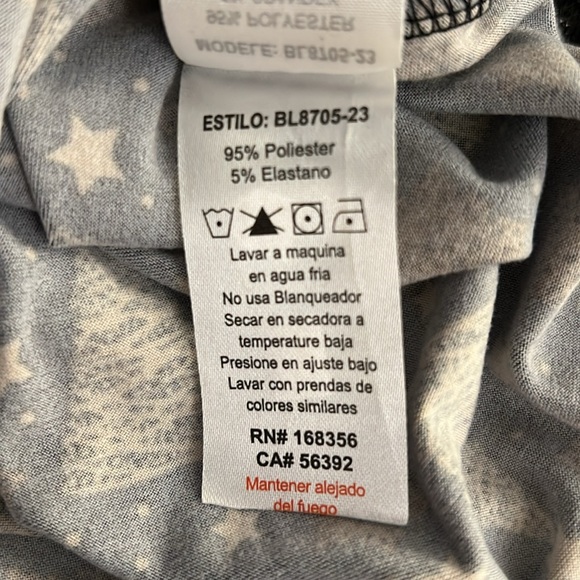 95% POLYESTER
MODELE: BL8705-23
ESTILO: BL8705-23
95% Poliester
5% Elastano
Lavar a maquina
en agua fria
No usa Blanqueador
Secar en secadora a
temperature baja
Presione en ajuste bajo
Lavar con prendas de
colores similares
RN# 168356
CA# 56392
Mantener alejado
del fuego